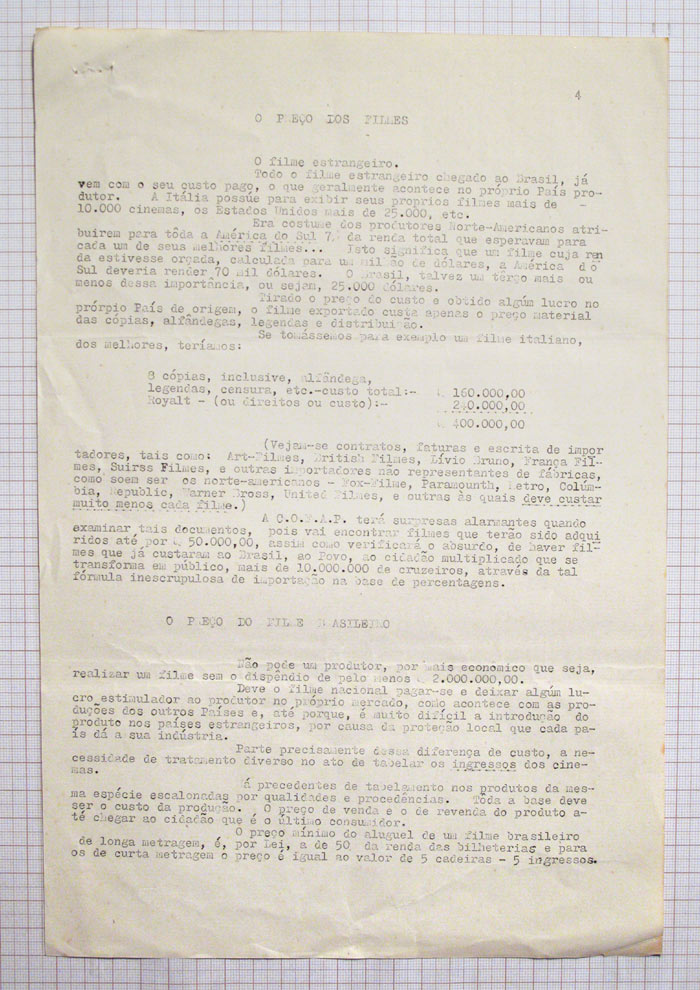 4
O PREÇO DOS FILMES
O filme estrangeiro.
Todo o filme estrangeiro chegado ao Brasil, já
vem com o seu custo pago, o que geralmente acontece no próprio País pro-
dutor. A Itália possúe para exibir seus proprios filmes mais de -
10.000 cinemas, os Estados Unidos mais de 25.000, etc.
Era costume dos produtores Norte-Americanos atri-
buirem para tôda a América do Sul 7% da renda total que esperavam para
cada um de seus melhores filmes... Isto significa que um filme cuja ren
da estivesse orçada, calculada para um milhão de dólares, a América do
Sul deveria render 70 mil dólares. O Brasil, talvez um têrço mais ou
menos dessa importância, ou sejam, 25.000 dólares.
Tirado o preço do custo e obtido algúm lucro no
prórpio País de origem, o filme exportado custa apenas o preço material
das cópias, alfândegas, legendas e distribuição.
Se tomássemos para exemplo um filme italiano,
dos melhores, teríamos:
8 cópias, inclusive, alfândega,
legendas, censura, etc.-custo total:- 160.000,00
Royalt - (ou direitos ou custo):- 240.000,00
400.000,00
(Vejam-se contratos, faturas e escrita de impor
tadores, tais como: Art-Filmes, British Filmes, Lívio Bruno, França Fil-
mes, Suirss Filmes, e outras importadores não representantes de fábricas,
como soem ser os norte-americanos - Fox-Filme, Paramounth, Metro, Colúm-
bia, Republic, Warner Bross, United Filmes, e outras às quais deve custar
muito menos cada filme.)
A C.O.F.A.P. terá surpresas alarmantes quando
examinar tais documentos, pois vai encontrar filmes que terão sido adqui
ridos até por 50.000,00, assim como verificará o absurdo, de haver fil-
mes que já custaram ao Brasil, ao Povo, ao cidadão multiplicado que se
transforma em público, mais de 10.000.000 de cruzeiros, através da tal
fórmula inescrupulosa de importação na base de percentagens.
O PREÇO DO FILME BRASILEIRO
Não pode um produtor, por mais economico que seja,
realizar um filme sem o dispêndio de pelo menos 2.000.000,00.
Deve o filme nacional pagar-se e deixar algúm lu-
cro estimulador ao produtor no próprio mercado, como acontece com as pro-
duções dos outros Países e, até porque, é muito difícil a introdução do
produto nos países estrangeiros, por causa da proteção local que cada pa-
ís dá a sua indústria.
Parte precisamente dessa diferença de custo, a ne-
cessidade de tratamento diverso no ato de tabelar os ingressos dos cine-
mas.
á precedentes de tabelamento nos produtos da mes-
ma espécie escalonadas por qualidades e procedências. Tôda a base deve
ser o custo da produção. O preço de venda e o de revenda do produto a-
té chegar ao cidadão que é o último consumidor.
O preço mínimo do aluguel de um filme brasileiro
de longa metragem, é, por Lei, a de 50 da renda das bilheterias e para
os de curta metragem o preço é igual ao valor de 5 cadeiras - 5 ingressos.